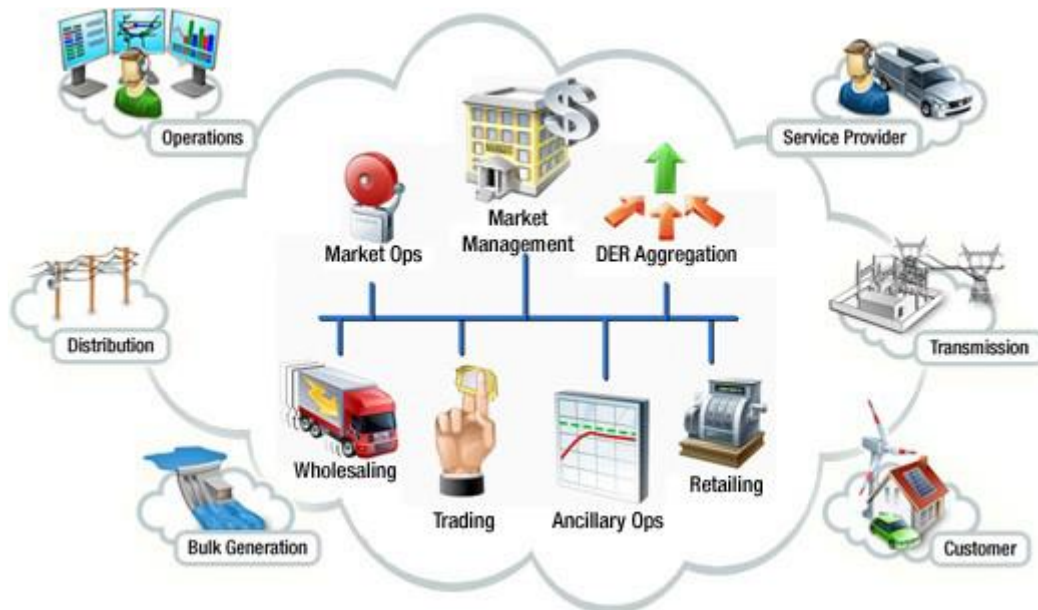 Operations
Service Provider
Market
Management
Market Ops
DER Aggregation
Distribution
Transmission
Wholesaling
Trading
Ancillary Ops
Retailing
Bulk Generation
Customer